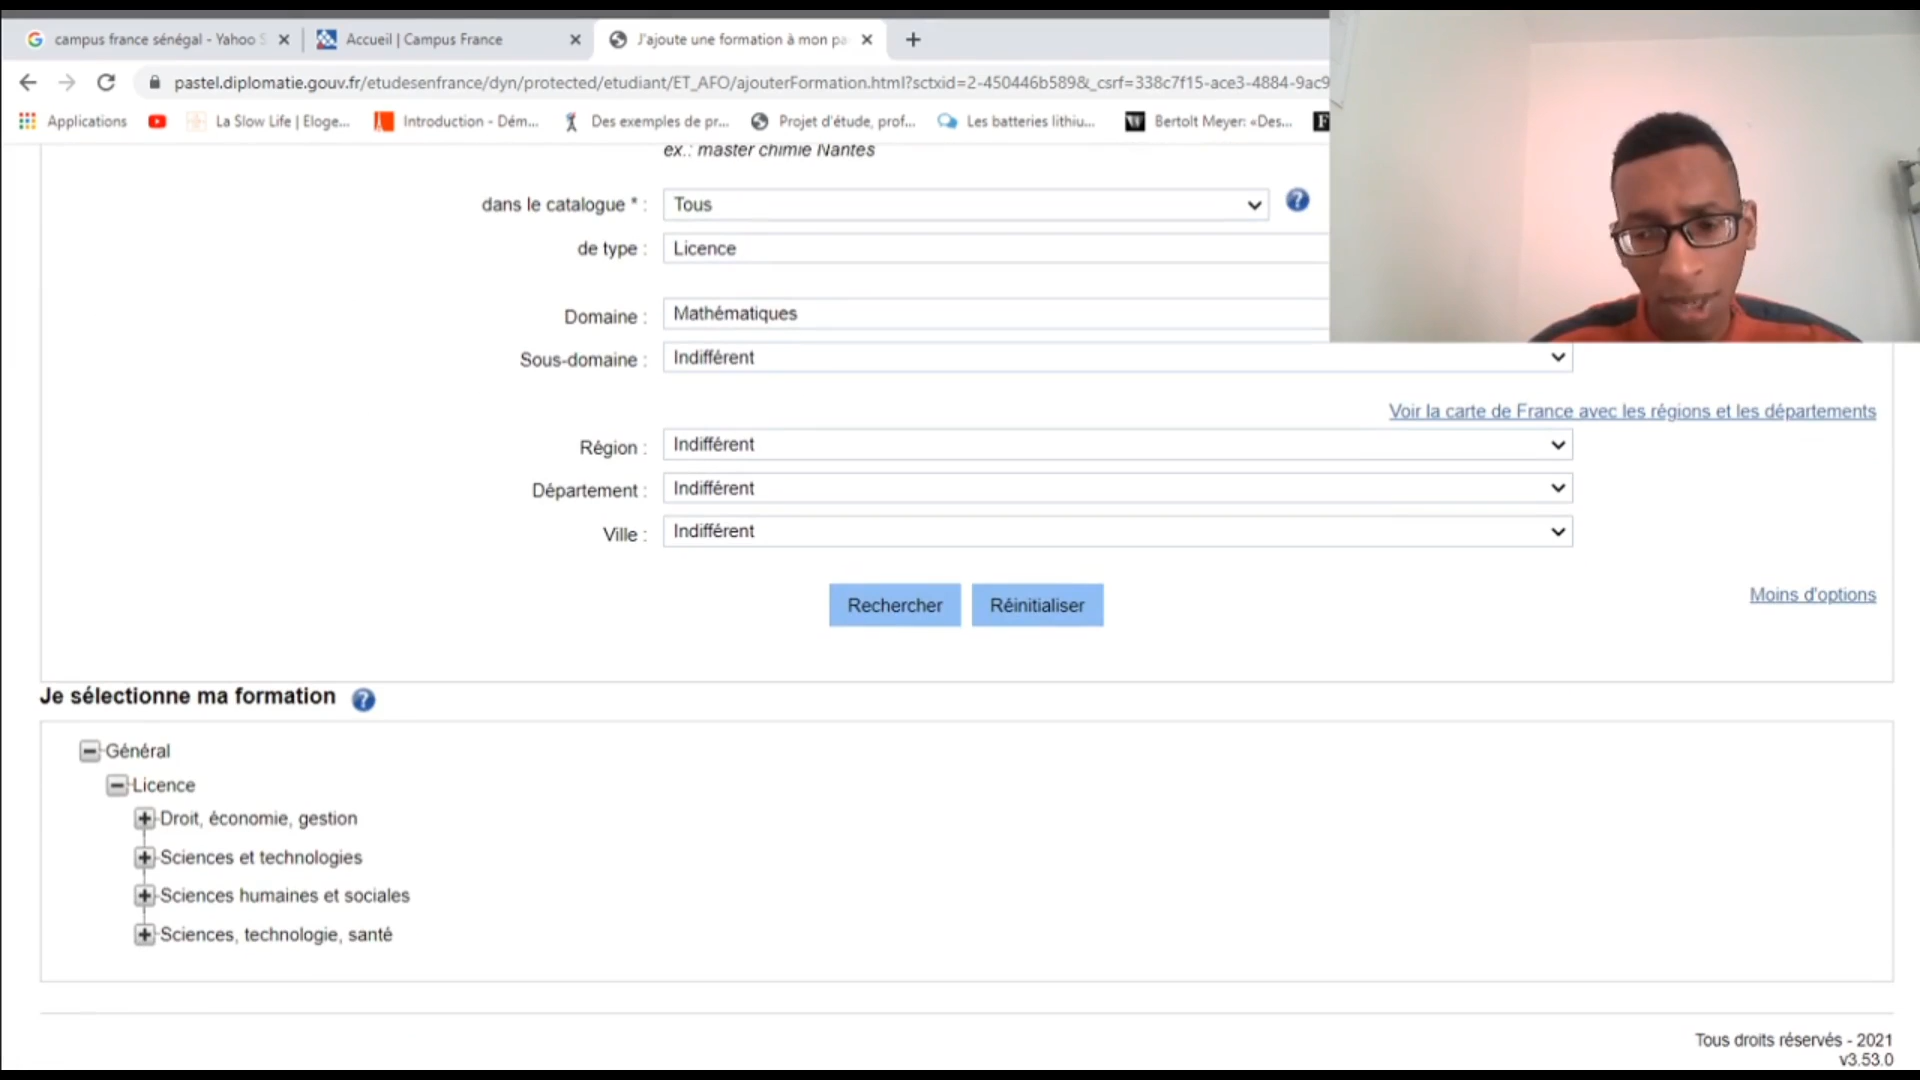 campus france sénégal - Yahoo S
Accueil | Campus France
J'ajoute une formation à mon pa
pastel.diplomatie.gouv.fr/etudesenfrance/dyn/protected/etudiant/ET_AFO/ajouterFormation.html?sctxid=2-450446b589&_csrf=338c7f15-ace3-4884-9ac9
Applications
La Slow Life | Eloge...
Introduction - Dém...
Des exemples de pr...
Projet d'étude, prof...
Les batteries lithiu...
Bertolt Meyer: «Des...
ex.: master chimie Nantes
dans le catalogue * : Tous
de type : Licence
Domaine : Mathématiques
Sous-domaine : Indifférent
Voir la carte de France avec les régions et les départements
Région : Indifférent
Département : Indifférent
Ville : Indifférent
Rechercher
Réinitialiser
Moins d'options
Je sélectionne ma formation
Général
Licence
Droit, économie, gestion
Sciences et technologies
Sciences humaines et sociales
Sciences, technologie, santé
Tous droits réservés - 2021
v3.53.0